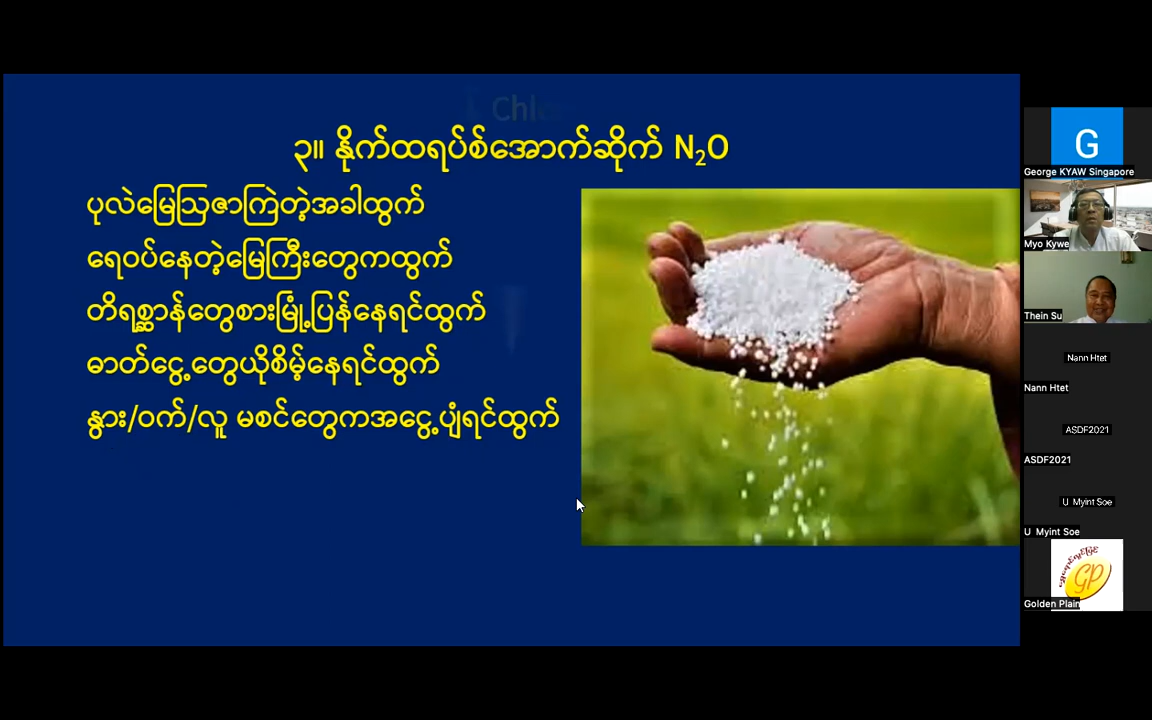 ၃။ နိုက်ထရပ်စ်အောက်ဆိုက် N₂O
ပုလဲမြေဩဇာကြဲတဲ့အခါထွက်
ရေဝပ်နေတဲ့မြေကြီးတွေကထွက်
တိရစ္ဆာန်တွေစားမြုံ့ပြန်နေရင်ထွက်
ဓာတ်ငွေ့တွေယိုစိမ့်နေရင်ထွက်
နွား/ဝက်/လူ မစင်တွေကအငွေ့ပျံရင်ထွက်
G
George KYAW Singapore
Myo Kywe
Thein Su
Nann Htet
Nann Htet
ASDF2021
ASDF2021
U Myint Soe
U Myint Soe
GP
Golden Plain